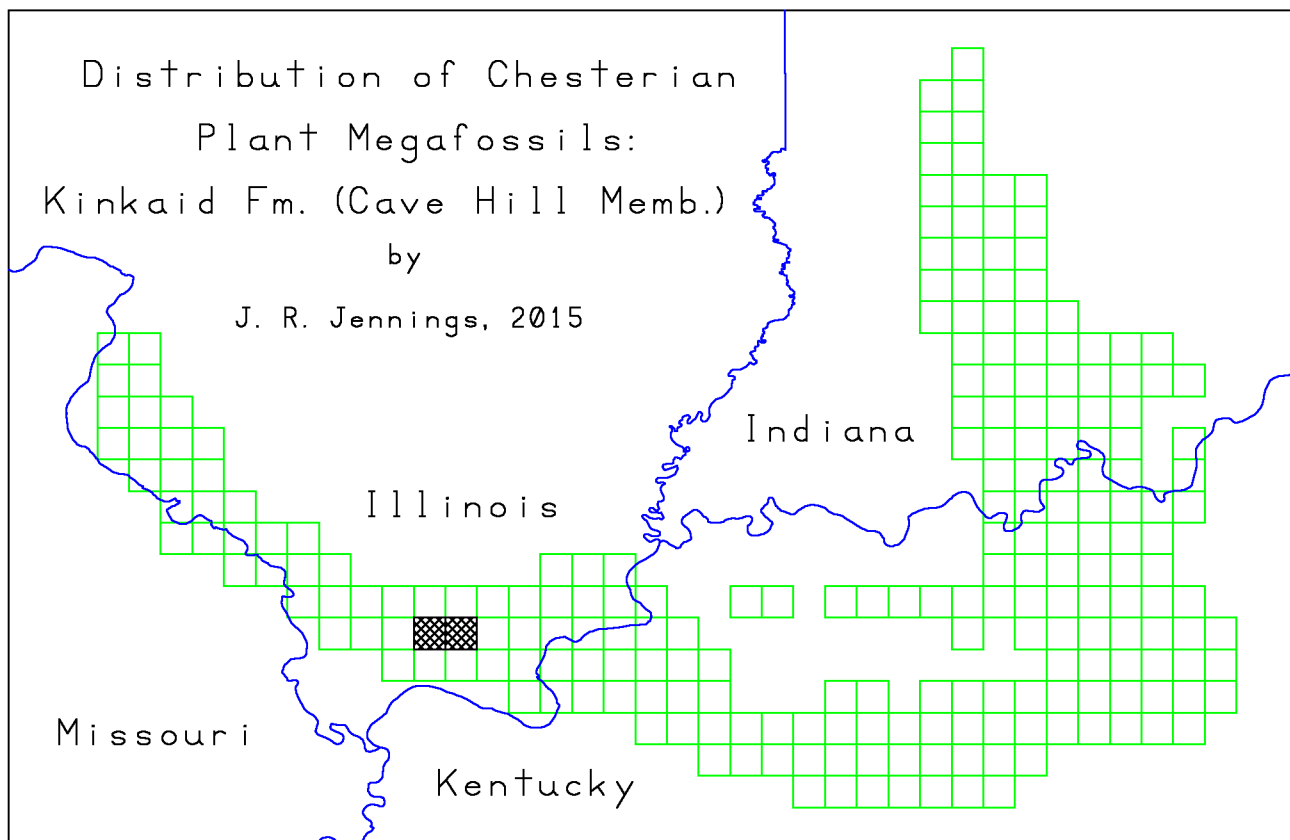 Distribution of Chesterian
Plant Megafossils:
Kinkaid Fm. (Cave Hill Memb.)
by
J. R. Jennings, 2015
Indiana
Illinois
Missouri
Kentucky